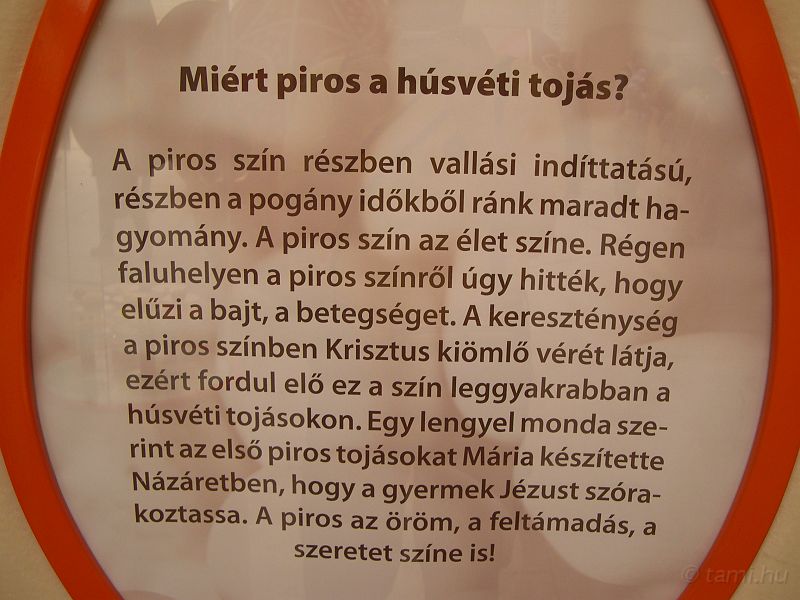 Miért piros a húsvéti tojás?
A piros szín részben vallási indíttatású,
részben a pogány időkből ránk maradt ha-
gyomány. A piros szín az élet színe. Régen
faluhelyen a piros színről úgy hitték, hogy
elűzi a bajt, a betegséget. A kereszténység
a piros színben Krisztus kiömlő vérét látja,
ezért fordul elő ez a szín leggyakrabban a
húsvéti tojásokon. Egy lengyel monda sze-
rint az első piros tojásokat Mária készítette
Názáretben, hogy a gyermek Jézust szóra-
koztassa. A piros az öröm, a feltámadás, a
szeretet színe is!
© tami.hu